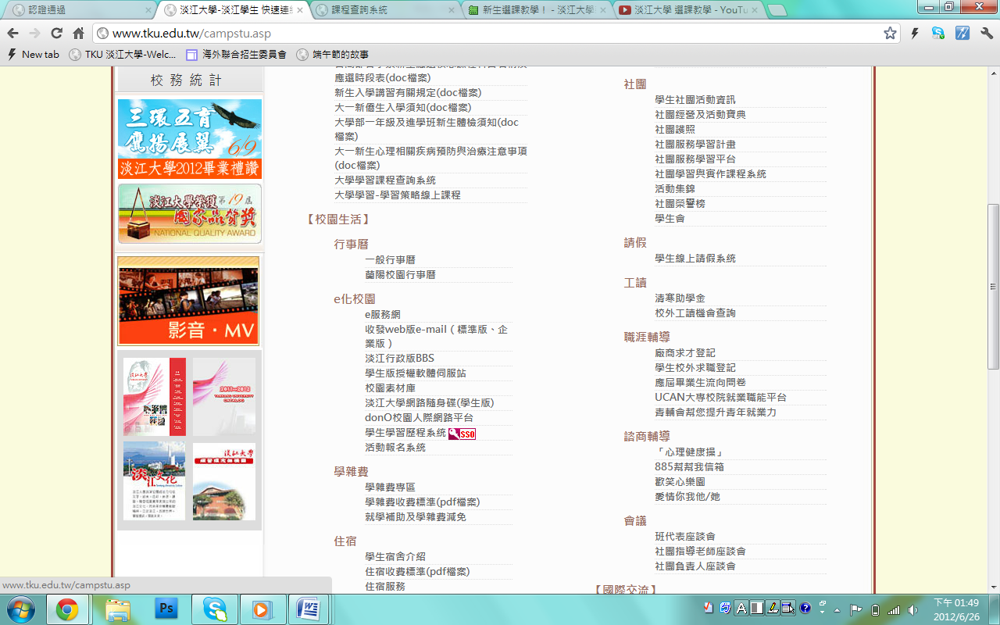 認證通過
淡江大學-淡江學生 快速連結
課程查詢系統
新生選課教學！ - 淡江大學
淡江大學 選課教學 - YouTu
www.tku.edu.tw/campstu.asp
New tab
TKU 淡江大學-Welc...
海外聯合招生委員會
端午節的故事
校務統計
三環五育
鷹揚展翼
6/9
淡江大學2012畢業禮讚
淡江大學榮獲第19屆
國家品質獎
NATIONAL QUALITY AWARD
影音・MV
淡江大學
2011~2012
TAMKANG UNIVERSITY
CATALOG
淡江文化
淡江大學
應選時段表(doc檔案)
新生入學講習有關規定(doc檔案)
大一新僑生入學須知(doc檔案)
大學部一年級及進學班新生體檢須知(doc
檔案)
大一新生心理相關疾病預防與治療注意事項
(doc檔案)
大學學習課程查詢系統
大學學習-學習策略線上課程
【校園生活】
行事曆
一般行事曆
蘭陽校園行事曆
e化校園
e服務網
收發web版e-mail（標準版、企
業版）
淡江行政版BBS
學生版授權軟體伺服站
校園素材庫
淡江大學網路隨身碟(學生版)
donO校園人際網路平台
學生學習歷程系統 SSO
活動報名系統
學雜費
學雜費專區
學雜費收費標準(pdf檔案)
就學補助及學雜費減免
住宿
學生宿舍介紹
住宿收費標準(pdf檔案)
住宿服務
社團
學生社團活動資訊
社團經營及活動寶典
社團護照
社團服務學習計畫
社團服務學習平台
社團學習與實作課程系統
活動集錦
社團榮譽榜
學生會
請假
學生線上請假系統
工讀
清寒助學金
校外工讀機會查詢
職涯輔導
廠商求才登記
學生校外求職登記
應屆畢業生流向問卷
UCAN大專校院就業職能平台
青輔會幫您提升青年就業力
諮商輔導
「心理健康操」
885幫幫我信箱
歡笑心樂園
愛情你我他/她
會議
班代表座談會
社團指導老師座談會
社團負責人座談會
【國際交流】
www.tku.edu.tw/campstu.asp
Ps
下午 01:49
2012/6/26